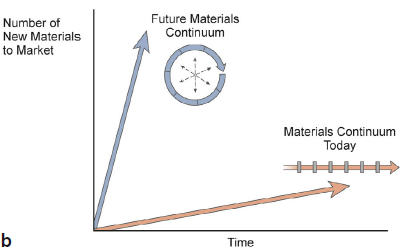 Number of
New Materials
to Market
Future Materials
Continuum
Materials Continuum
Today
Time
b